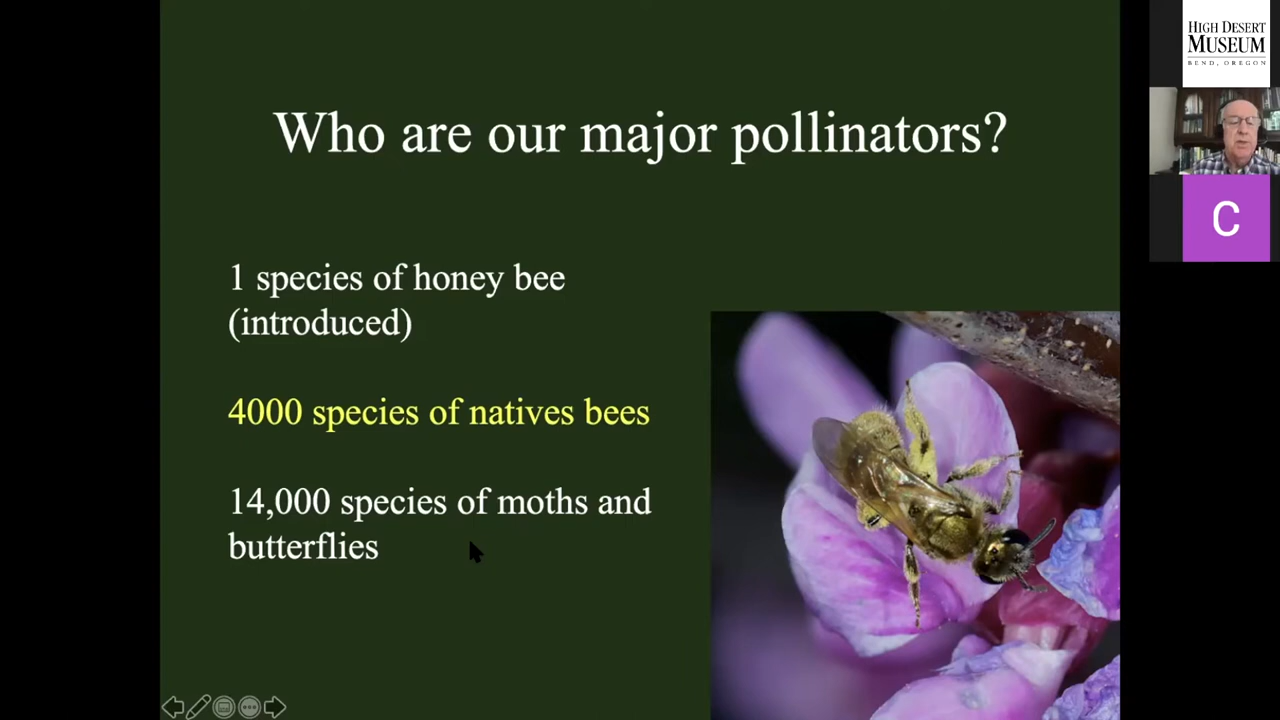 Who are our major pollinators?
1 species of honey bee
(introduced)
4000 species of natives bees
14,000 species of moths and
butterflies
HIGH DESERT
MUSEUM
BEND, OREGON
C